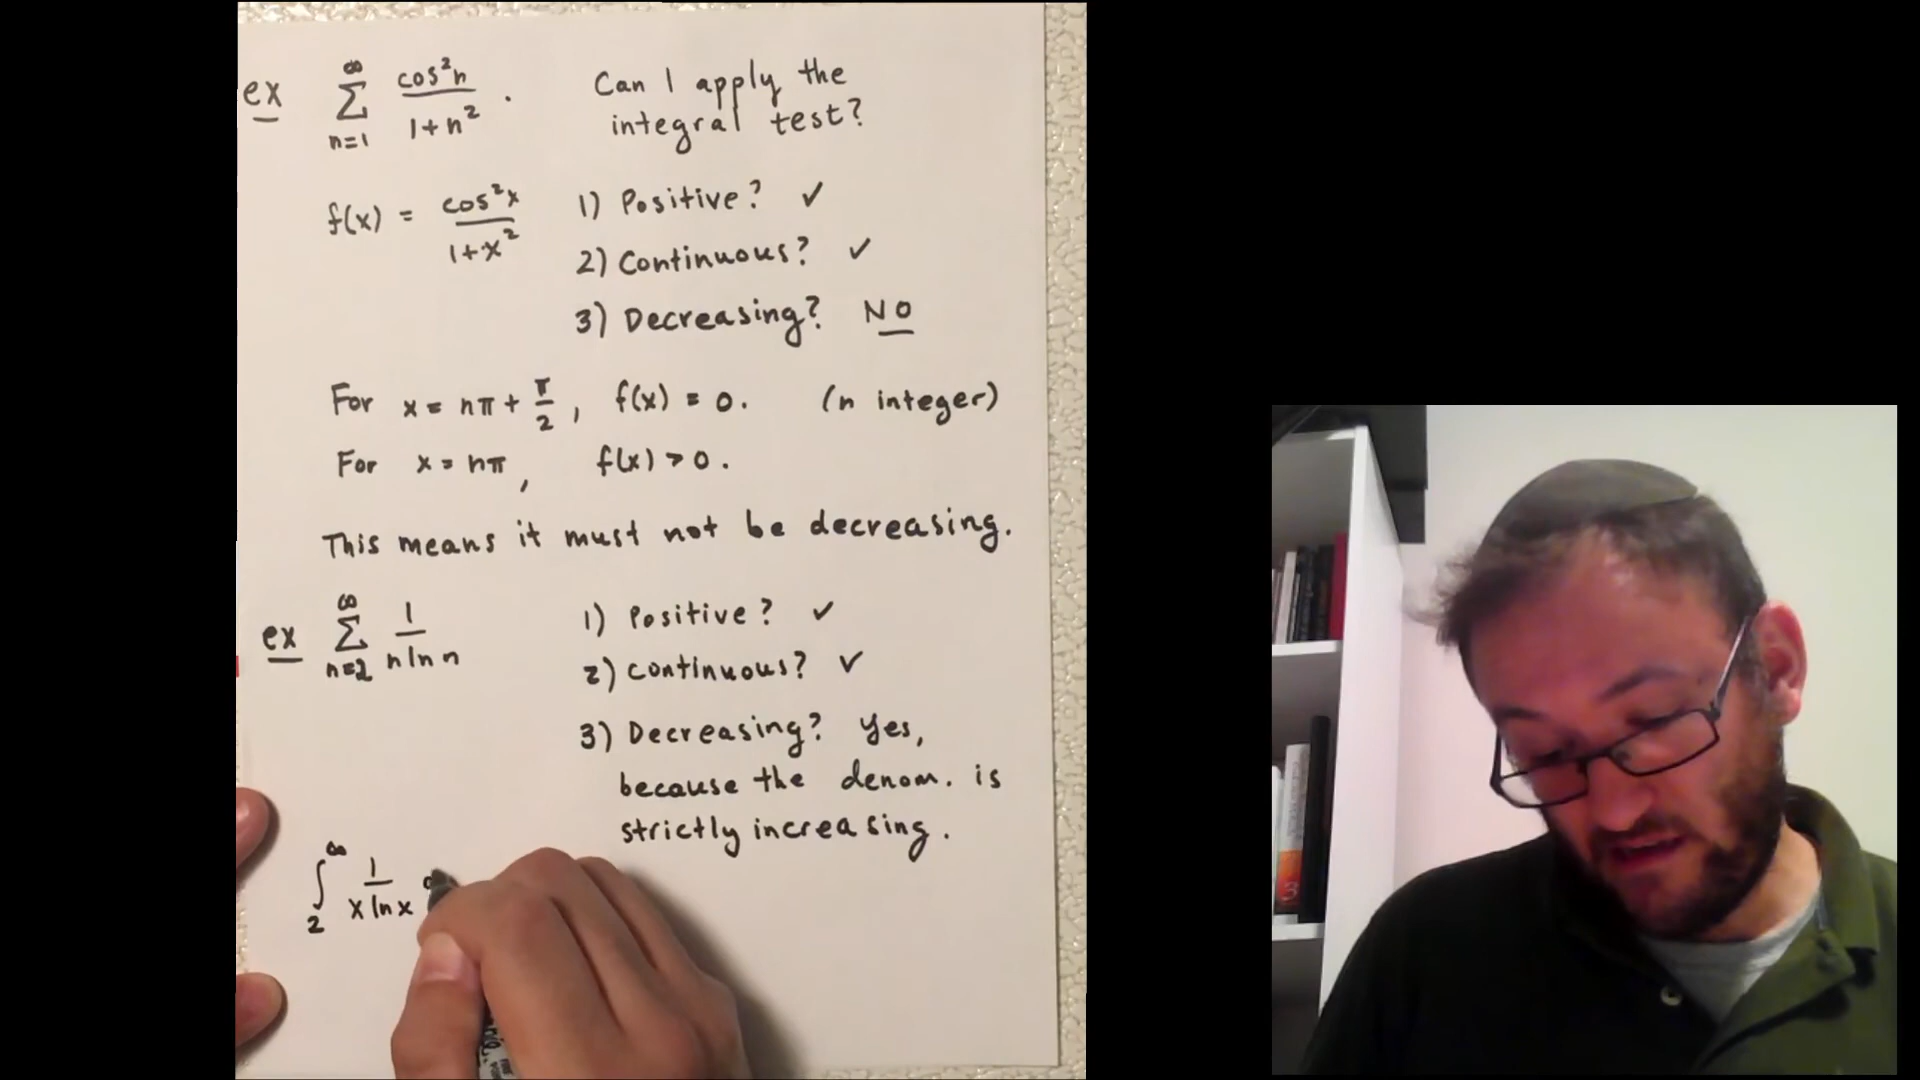 ex ∞ Σ n=1 cos²n / 1+n² . Can I apply the
integral test?
f(x) = cos²x / 1+x² 1) Positive? ✓
2) Continuous? ✓
3) Decreasing? NO
For x = nπ + π/2, f(x) = 0. (n integer)
For x = nπ, f(x) > 0.
This means it must not be decreasing.
ex ∞ Σ n=2 1 / n ln n 1) Positive? ✓
2) Continuous? ✓
3) Decreasing? Yes,
because the denom. is
strictly increasing.
∫ 2 ∞ 1 / x ln x
3